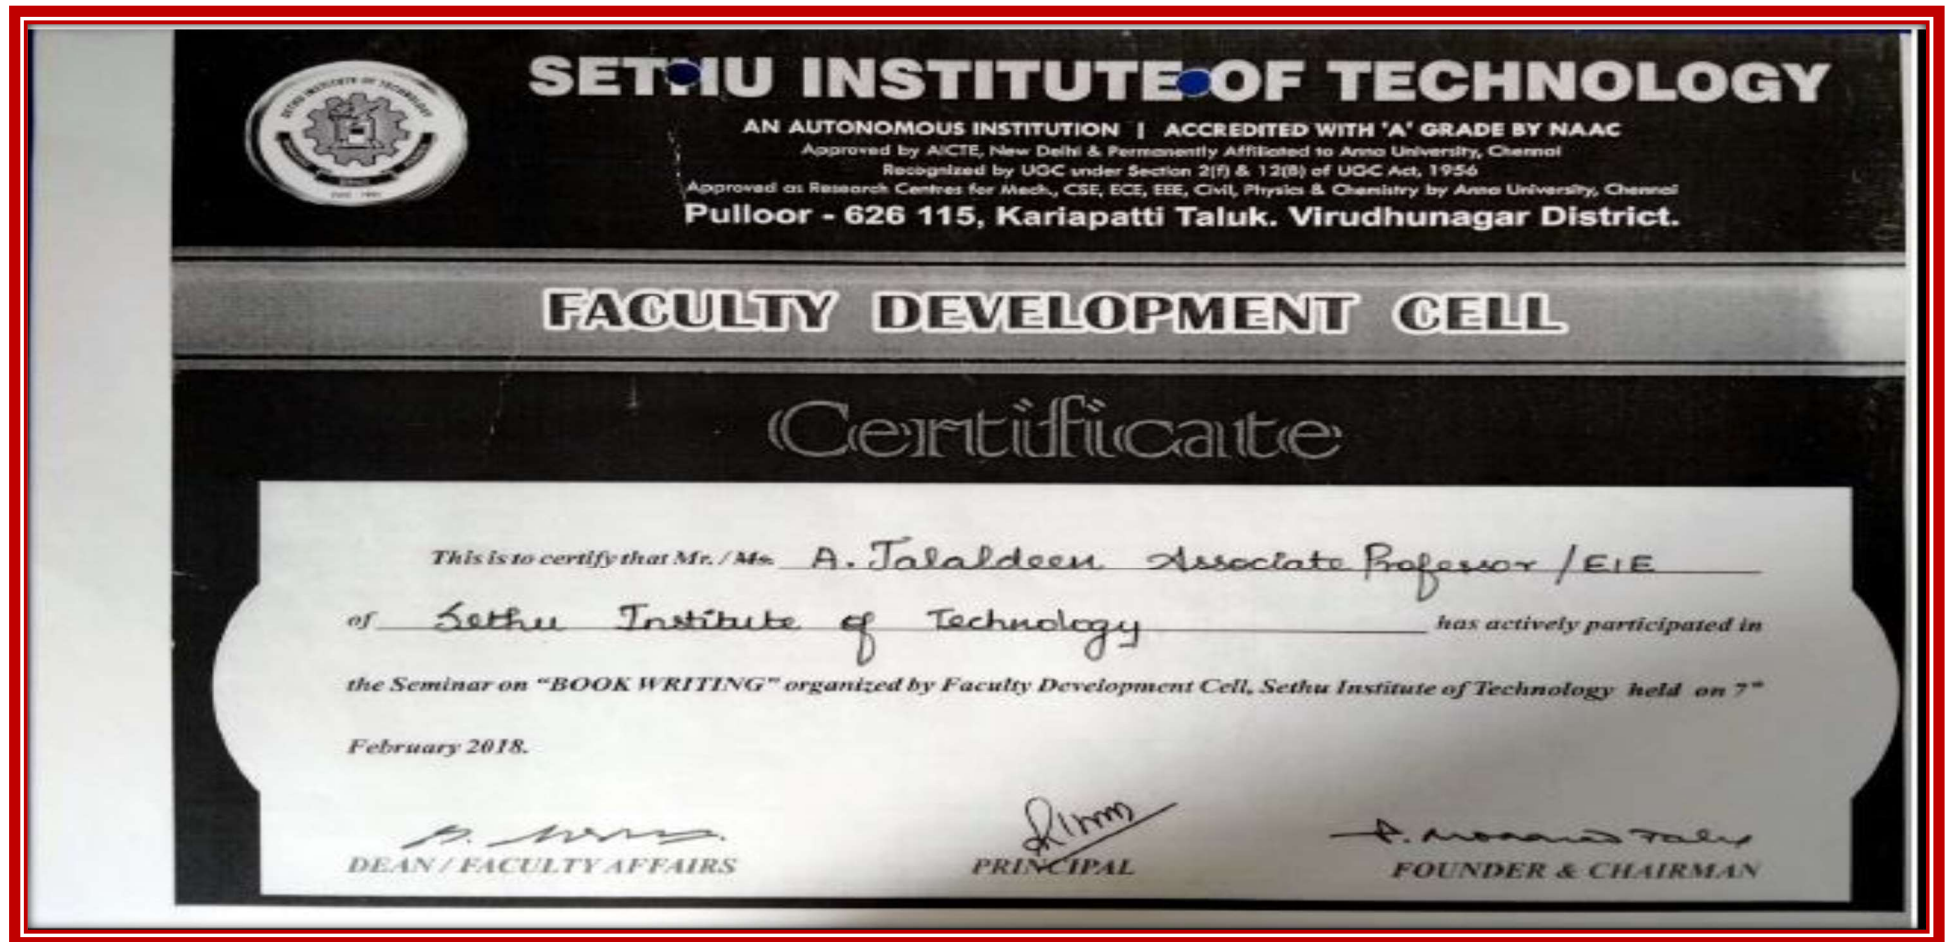 SETHU INSTITUTE OF TECHNOLOGY
SETHU INSTITUTE OF TECHNOLOGY
AN AUTONOMOUS INSTITUTION | ACCREDITED WITH 'A' GRADE BY NAAC
Approved by AICTE, New Delhi & Permanently Affiliated to Anna University, Chennai
Recognized by UGC under Section 2(f) & 12(B) of UGC Act, 1956
Approved as Research Centres for Mech., CSE, ECE, EEE, Civil, Physics & Chemistry by Anna University, Chennai
Pulloor - 626 115, Kariapatti Taluk. Virudhunagar District.
FACULTY DEVELOPMENT CELL
Certificate
This is to certify that Mr. / Ms. A. Jalaldeen Associate Professor / EIE
of Sethu Institute of Technology has actively participated in
the Seminar on "BOOK WRITING" organized by Faculty Development Cell, Sethu Institute of Technology held on 7th
February 2018.
DEAN / FACULTY AFFAIRS
PRINCIPAL
FOUNDER & CHAIRMAN